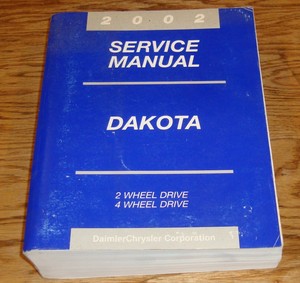 2002
SERVICE
MANUAL
DAKOTA
2 WHEEL DRIVE
4 WHEEL DRIVE
DaimlerChrysler Corporation